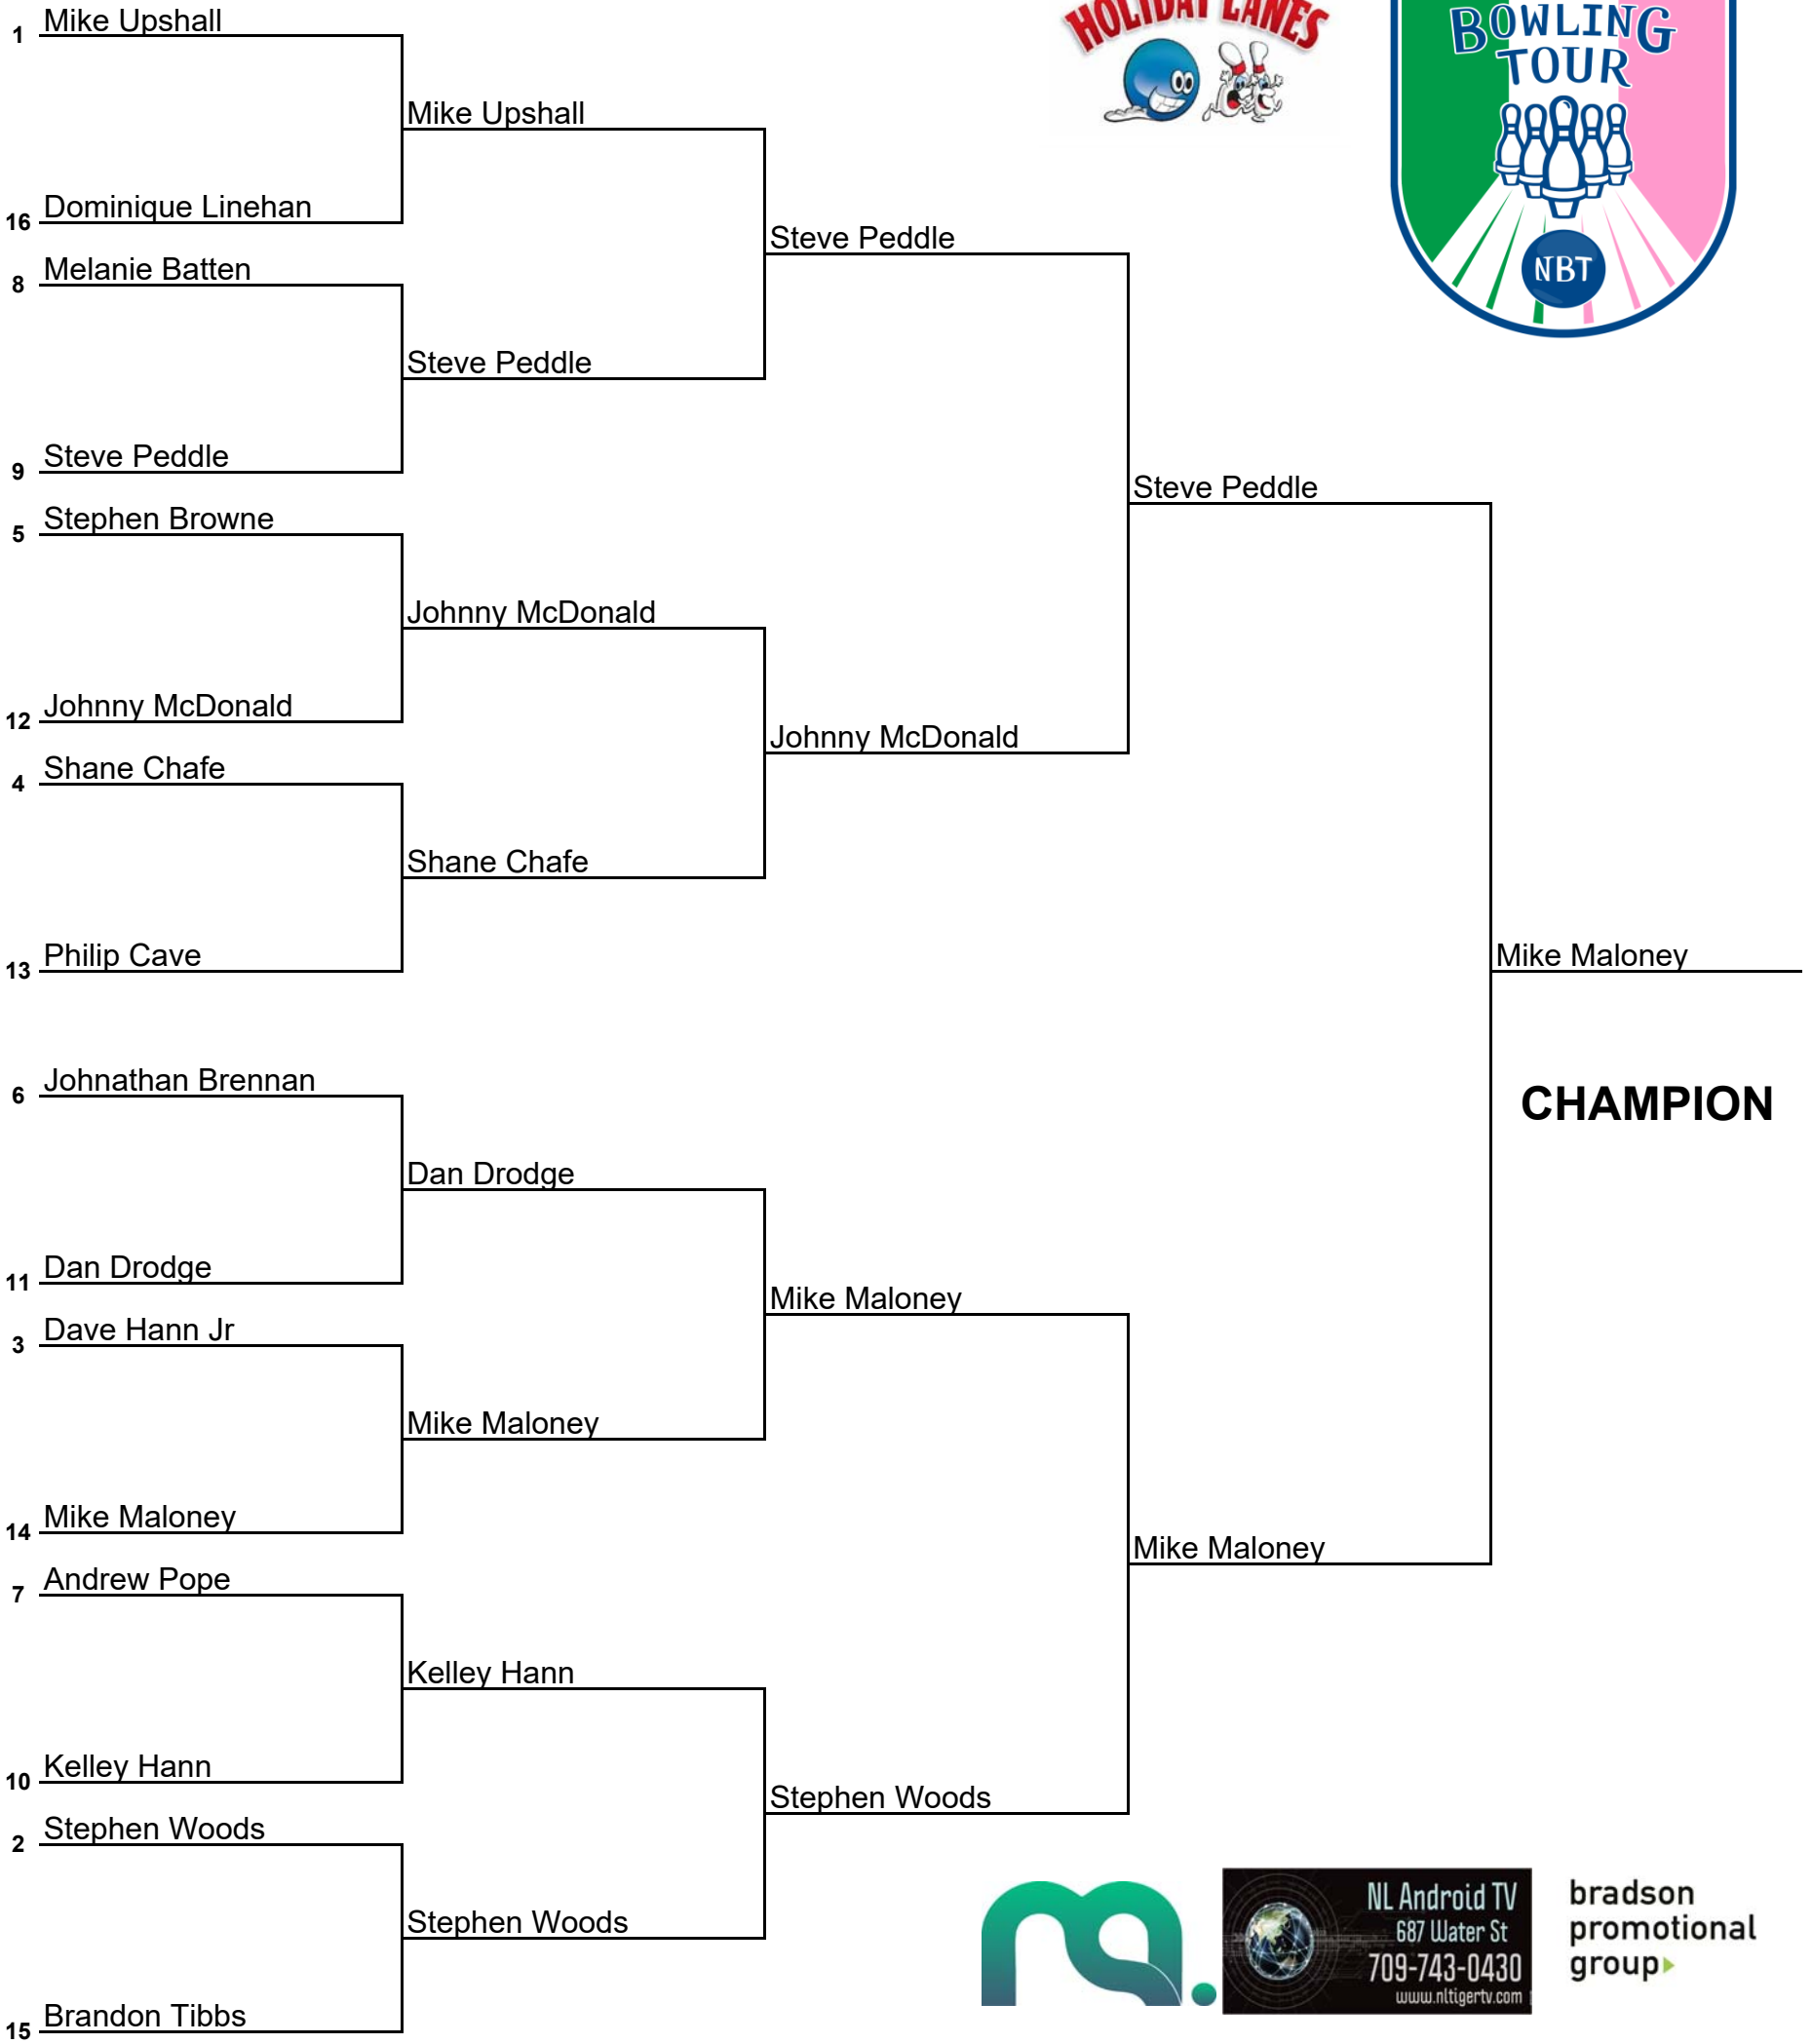 HOLIDAY LANES
BOWLING
TOUR
NBT
1 Mike Upshall
Mike Upshall
16 Dominique Linehan
Steve Peddle
8 Melanie Batten
Steve Peddle
9 Steve Peddle
Steve Peddle
5 Stephen Browne
Johnny McDonald
12 Johnny McDonald
Johnny McDonald
4 Shane Chafe
Shane Chafe
13 Philip Cave
Mike Maloney
CHAMPION
6 Johnathan Brennan
Dan Drodge
11 Dan Drodge
Mike Maloney
3 Dave Hann Jr
Mike Maloney
14 Mike Maloney
Mike Maloney
7 Andrew Pope
Kelley Hann
10 Kelley Hann
Stephen Woods
2 Stephen Woods
Stephen Woods
15 Brandon Tibbs
NL Android TV
687 Water St
709-743-0430
www.nltigertv.com
bradson
promotional
group